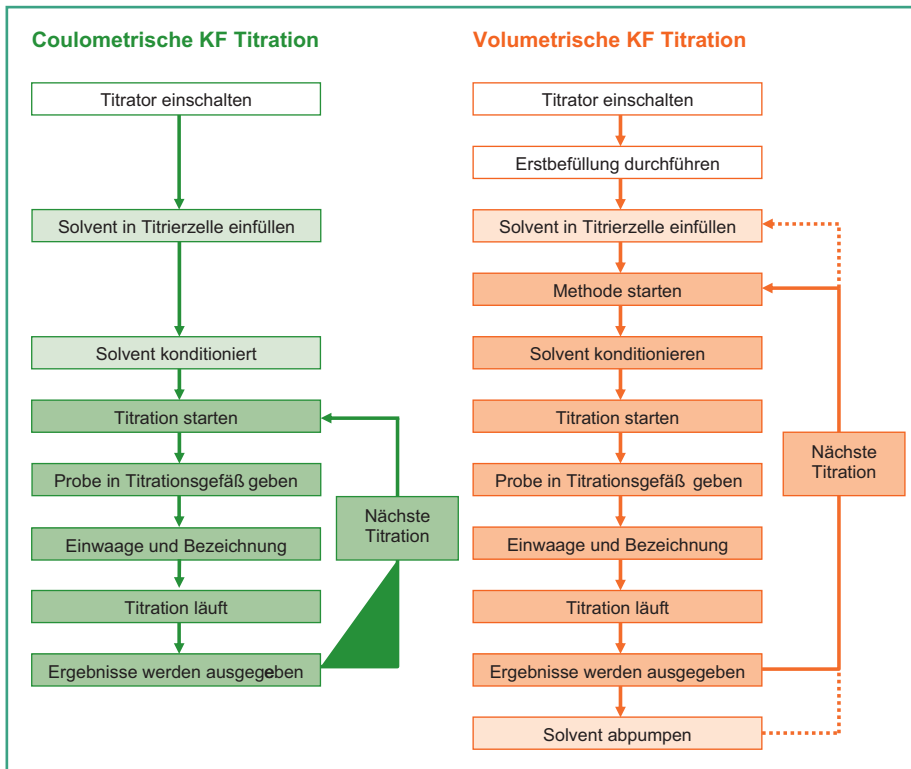 Coulometrische KF Titration
Titrator einschalten
Solvent in Titrierzelle einfüllen
Solvent konditioniert
Titration starten
Probe in Titrationsgefäß geben
Einwaage und Bezeichnung
Titration läuft
Ergebnisse werden ausgegeben
Nächste
Titration
Volumetrische KF Titration
Titrator einschalten
Erstbefüllung durchführen
Solvent in Titrierzelle einfüllen
Methode starten
Solvent konditionieren
Titration starten
Probe in Titrationsgefäß geben
Einwaage und Bezeichnung
Titration läuft
Ergebnisse werden ausgegeben
Solvent abpumpen
Nächste
Titration